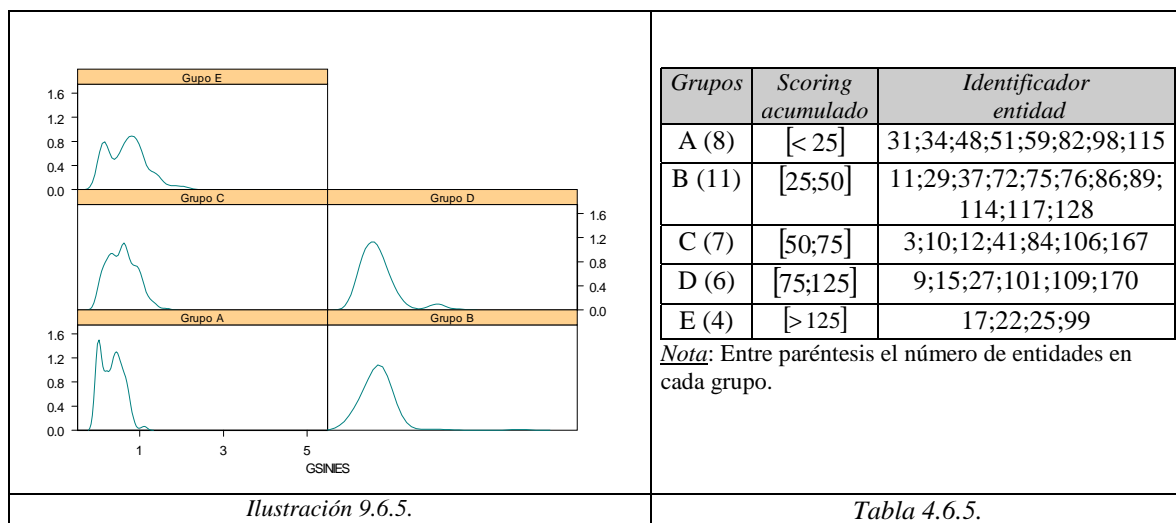 Gupo E
1.6
1.2
0.8
0.4
0.0
Grupo C
Grupo D
1.6
1.2
0.8
0.4
0.0
Grupo A
Grupo B
1.6
1.2
0.8
0.4
0.0
1 3 5
GSINIES
Ilustración 9.6.5.
Grupos Scoring Identificador
acumulado entidad
A (8) [< 25] 31;34;48;51;59;82;98;115
B (11) [25;50] 11;29;37;72;75;76;86;89;
114;117;128
C (7) [50;75] 3;10;12;41;84;106;167
D (6) [75;125] 9;15;27;101;109;170
E (4) [> 125] 17;22;25;99
Nota: Entre paréntesis el número de entidades en
cada grupo.
Tabla 4.6.5.